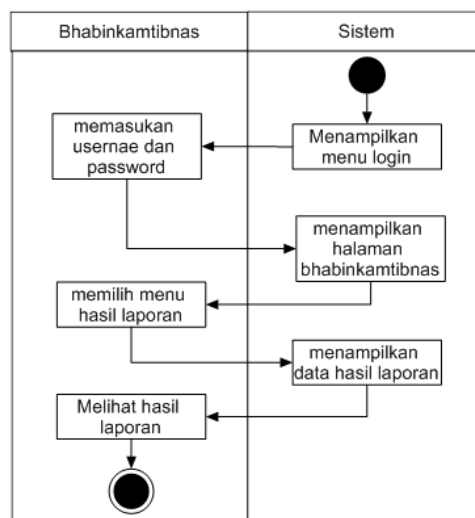 Bhabinkamtibnas
Sistem
Menampilkan
menu login
memasukan
usernae dan
password
menampilkan
halaman
bhabinkamtibnas
memilih menu
hasil laporan
menampilkan
data hasil laporan
Melihat hasil
laporan